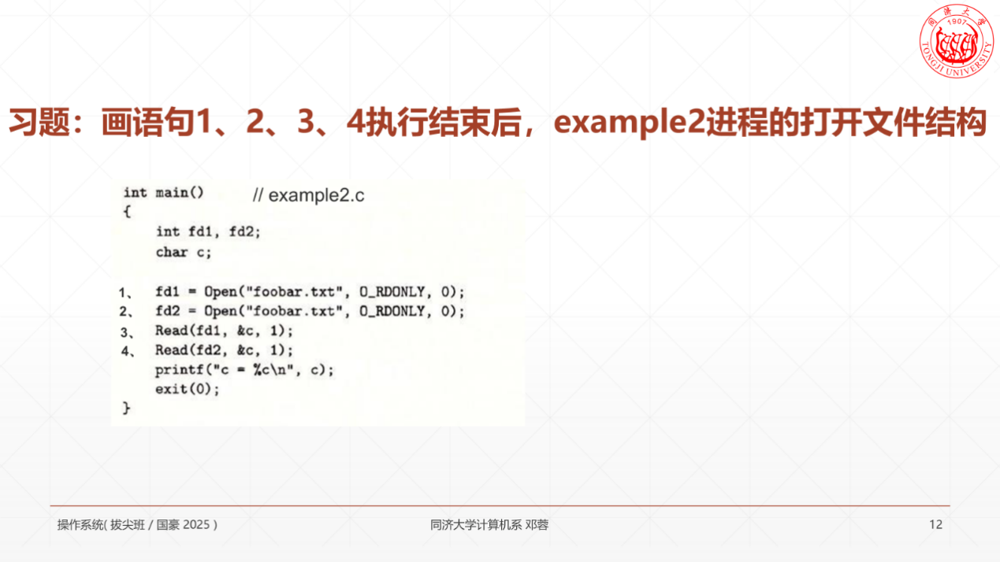 同济大学
1907
TONGJI UNIVERSITY
习题：画语句1、2、3、4执行结束后，example2进程的打开文件结构
int main() // example2.c
{
int fd1, fd2;
char c;
1、 fd1 = Open("foobar.txt", O_RDONLY, 0);
2、 fd2 = Open("foobar.txt", O_RDONLY, 0);
3、 Read(fd1, &c, 1);
4、 Read(fd2, &c, 1);
printf("c = %c\n", c);
exit(0);
}
操作系统( 拔尖班 / 国豪 2025 ) 同济大学计算机系 邓蓉 12